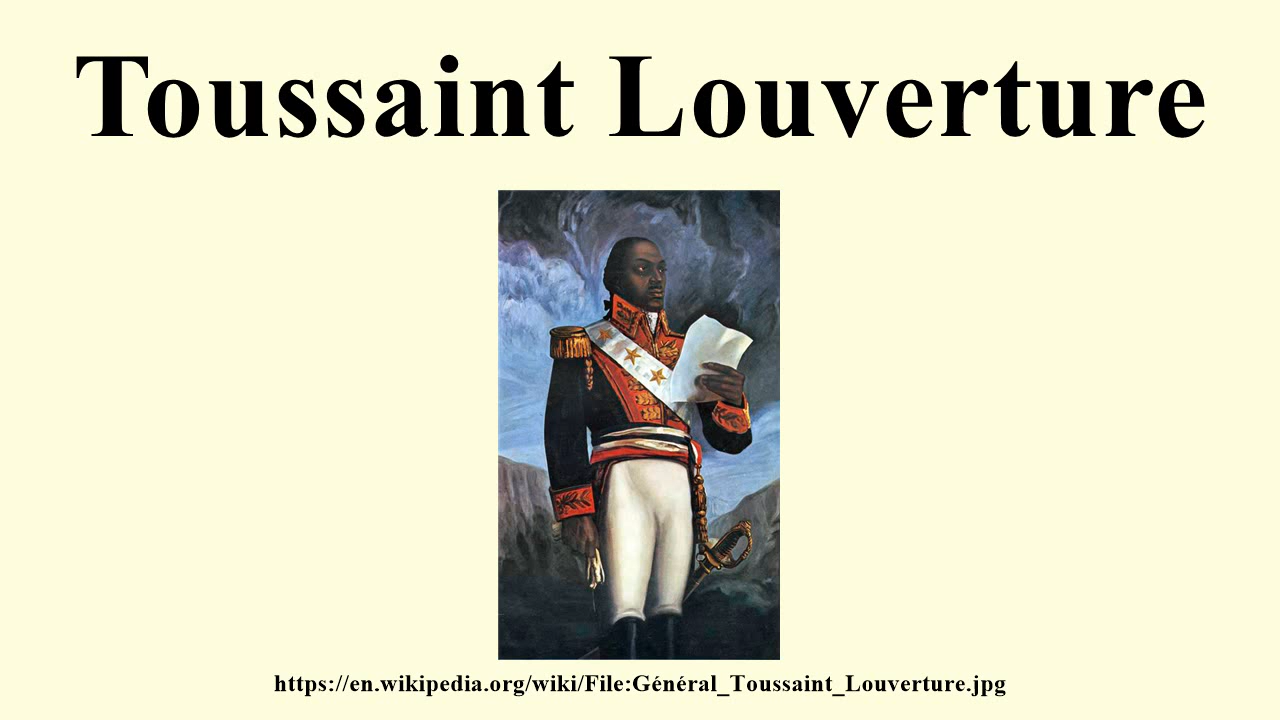 Toussaint Louverture
https://en.wikipedia.org/wiki/File:Général_Toussaint_Louverture.jpg